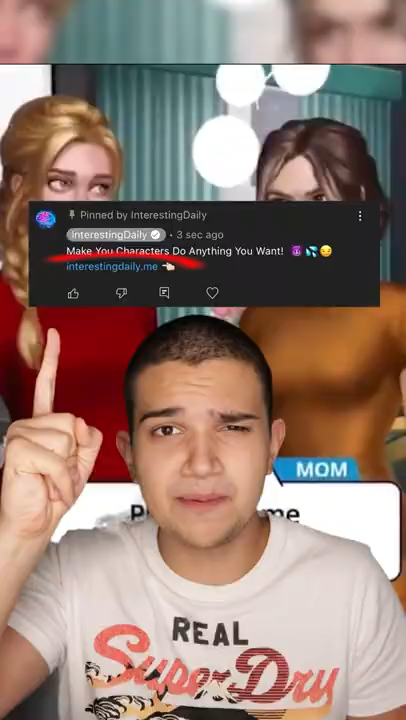 Pinned by InterestingDaily
InterestingDaily • 3 sec ago
Make You Characters Do Anything You Want! 😈💦😏
interestingdaily.me 👈🏻
MOM
REAL
SuperDry